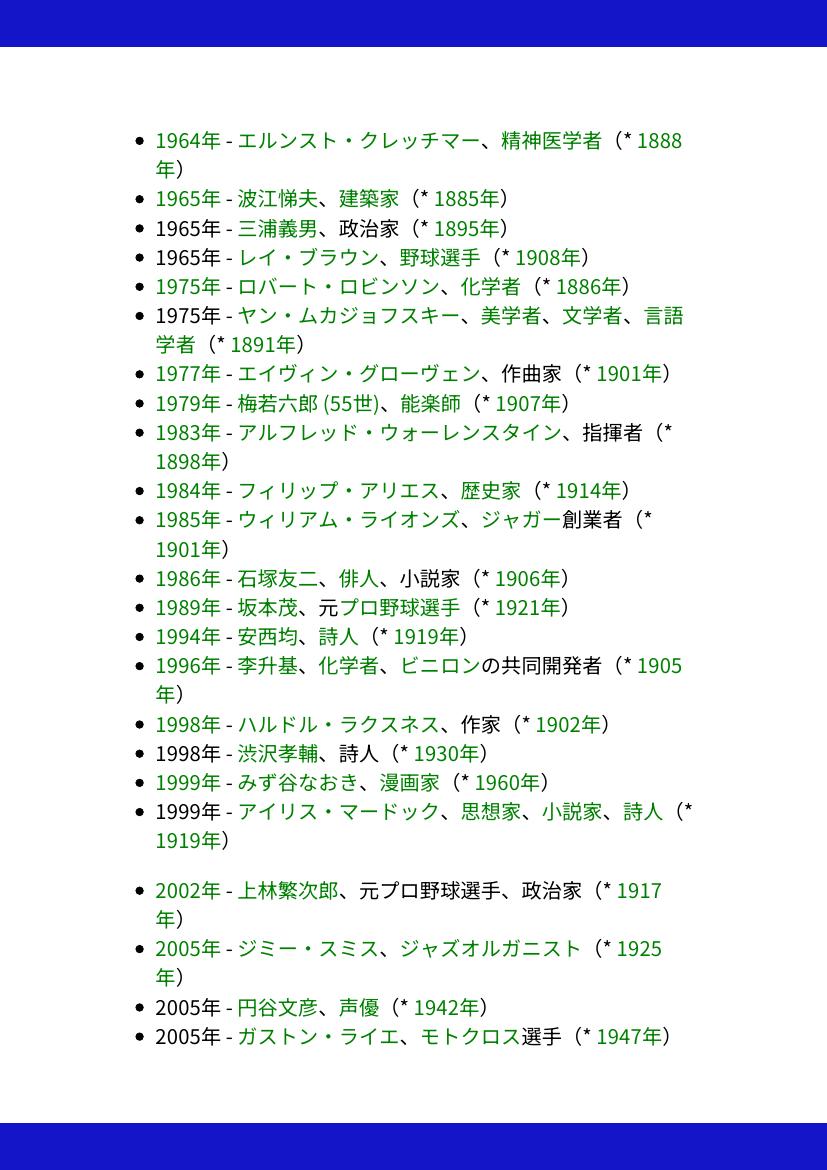 • 1964年 - エルンスト・クレッチマー、精神医学者（* 1888
年）
• 1965年 - 波江悌夫、建築家（* 1885年）
• 1965年 - 三浦義男、政治家（* 1895年）
• 1965年 - レイ・ブラウン、野球選手（* 1908年）
• 1975年 - ロバート・ロビンソン、化学者（* 1886年）
• 1975年 - ヤン・ムカジョフスキー、美学者、文学者、言語
学者（* 1891年）
• 1977年 - エイヴィン・グローヴェン、作曲家（* 1901年）
• 1979年 - 梅若六郎 (55世)、能楽師（* 1907年）
• 1983年 - アルフレッド・ウォーレンスタイン、指揮者（*
1898年）
• 1984年 - フィリップ・アリエス、歴史家（* 1914年）
• 1985年 - ウィリアム・ライオンズ、ジャガー創業者（*
1901年）
• 1986年 - 石塚友二、俳人、小説家（* 1906年）
• 1989年 - 坂本茂、元プロ野球選手（* 1921年）
• 1994年 - 安西均、詩人（* 1919年）
• 1996年 - 李升基、化学者、ビニロンの共同開発者（* 1905
年）
• 1998年 - ハルドル・ラクスネス、作家（* 1902年）
• 1998年 - 渋沢孝輔、詩人（* 1930年）
• 1999年 - みず谷なおき、漫画家（* 1960年）
• 1999年 - アイリス・マードック、思想家、小説家、詩人（*
1919年）
• 2002年 - 上林繁次郎、元プロ野球選手、政治家（* 1917
年）
• 2005年 - ジミー・スミス、ジャズオルガニスト（* 1925
年）
• 2005年 - 円谷文彦、声優（* 1942年）
• 2005年 - ガストン・ライエ、モトクロス選手（* 1947年）